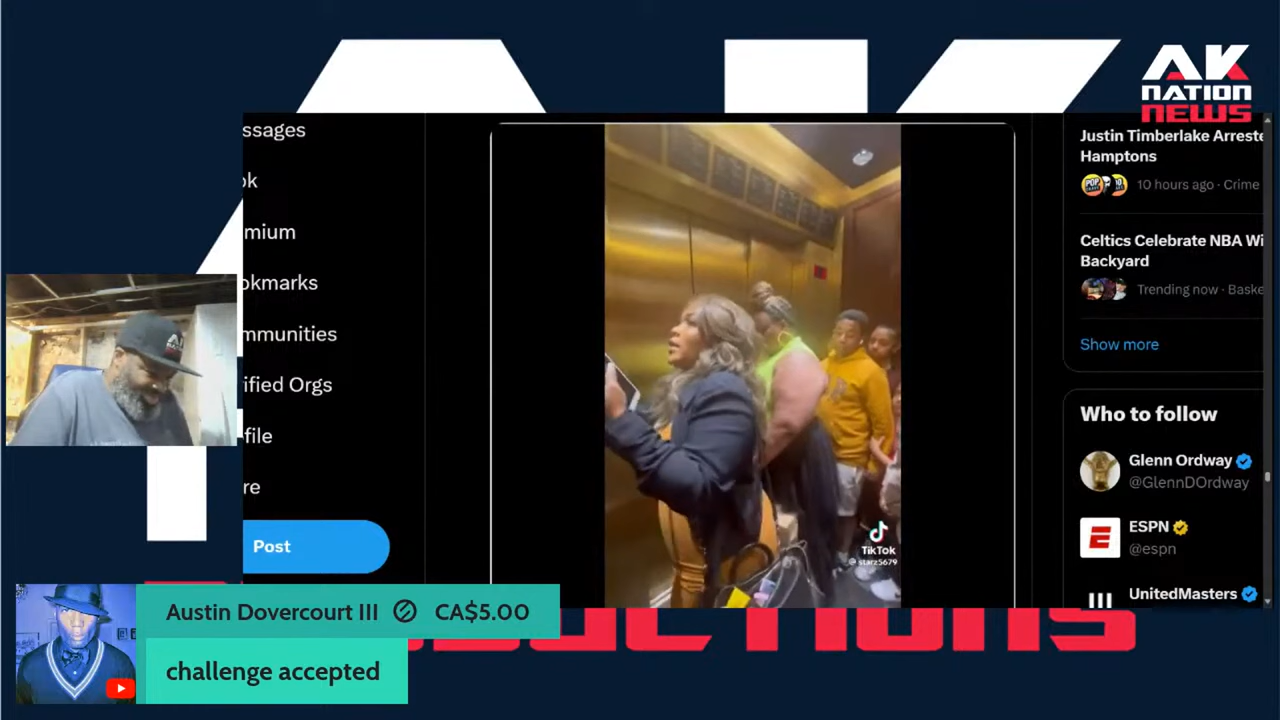 AK
NATION
NEWS
ssages
ok
mium
okmarks
mmunities
ified Orgs
file
re
Post
Justin Timberlake Arreste
Hamptons
10 hours ago · Crime
Celtics Celebrate NBA Wi
Backyard
Trending now · Baske
Show more
Who to follow
Glenn Ordway
@GlennDOrdway
ESPN
@espn
UnitedMasters
TikTok
@starz5679
Austin Dovercourt III CA$5.00
challenge accepted